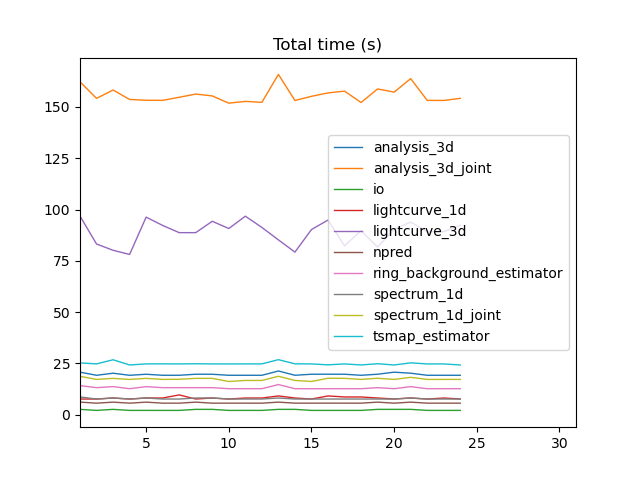 Total time (s)
150
125
100
75
50
25
0
5
10
15
20
25
30
analysis_3d
analysis_3d_joint
io
lightcurve_1d
lightcurve_3d
npred
ring_background_estimator
spectrum_1d
spectrum_1d_joint
tsmap_estimator